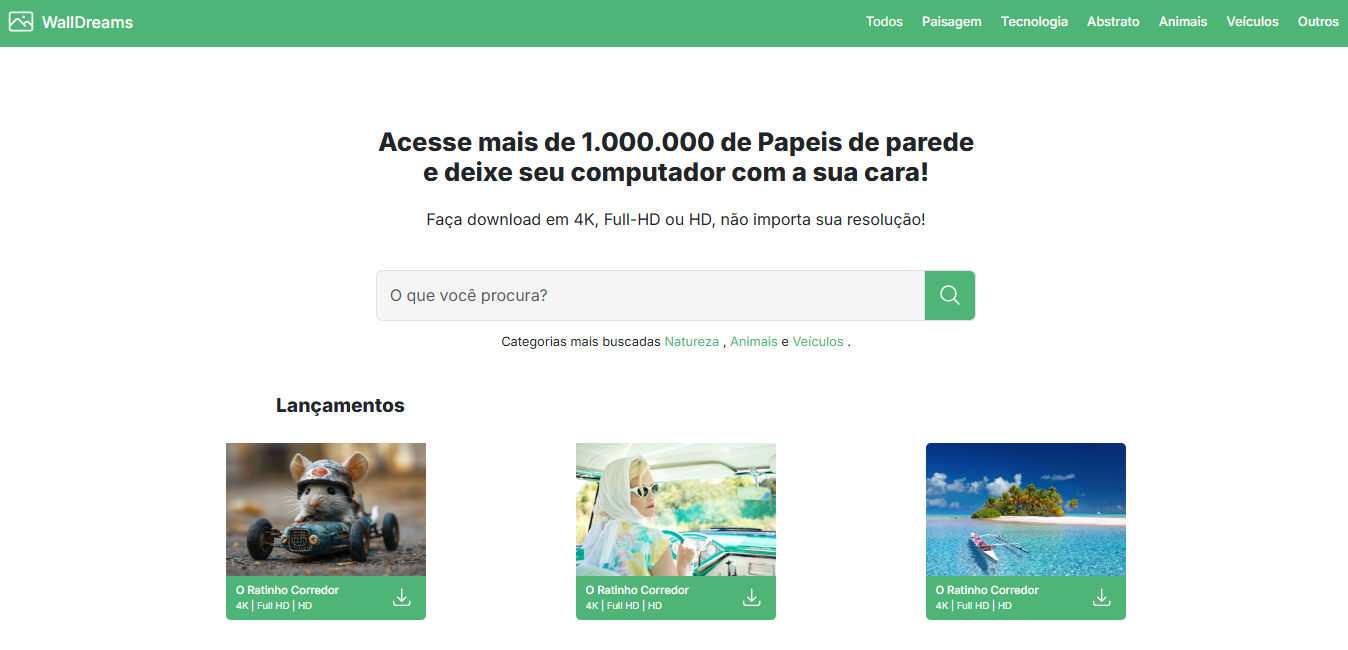 WallDreams
Todos Paisagem Tecnologia Abstrato Animais Veículos Outros
Acesse mais de 1.000.000 de Papeis de parede
e deixe seu computador com a sua cara!
Faça download em 4K, Full-HD ou HD, não importa sua resolução!
O que você procura?
Categorias mais buscadas Natureza , Animais e Veículos .
Lançamentos
O Ratinho Corredor
4K | Full HD | HD
O Ratinho Corredor
4K | Full HD | HD
O Ratinho Corredor
4K | Full HD | HD